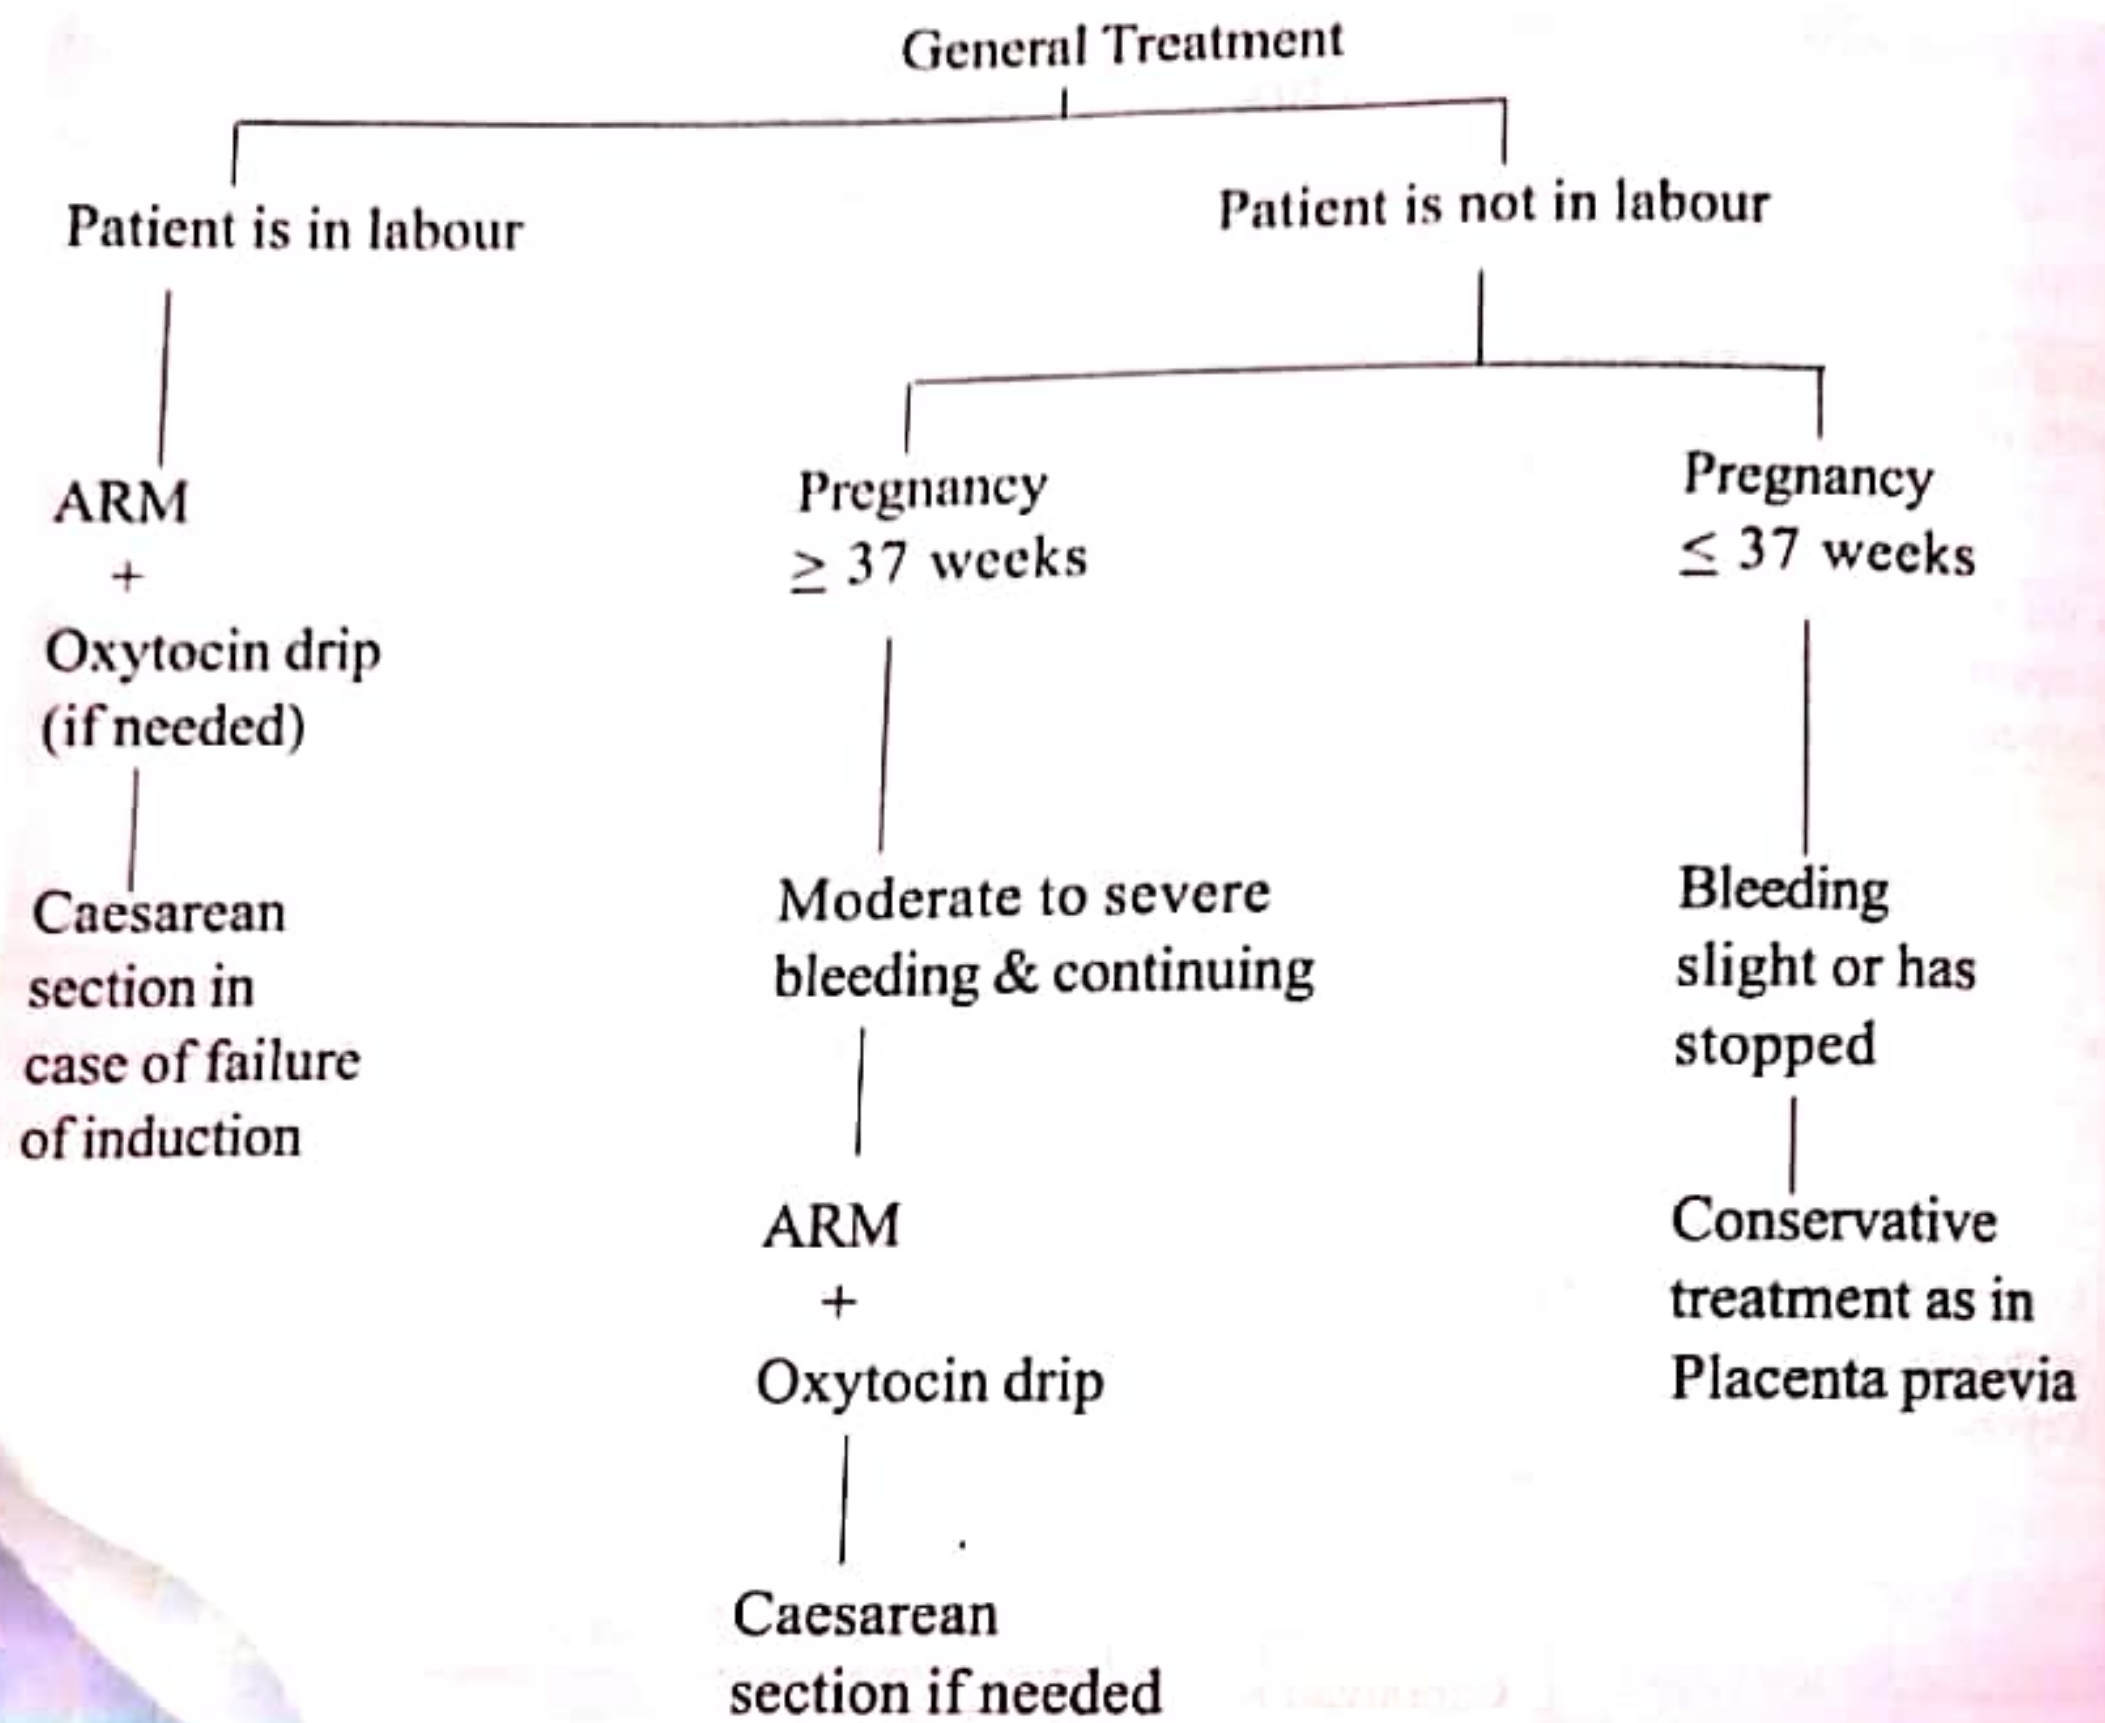 General Treatment
Patient is in labour
Patient is not in labour
ARM
+
Oxytocin drip
(if needed)
Caesarean
section in
case of failure
of induction
Pregnancy
≥ 37 weeks
Moderate to severe
bleeding & continuing
ARM
+
Oxytocin drip
Caesarean
section if needed
Pregnancy
≤ 37 weeks
Bleeding
slight or has
stopped
Conservative
treatment as in
Placenta praevia